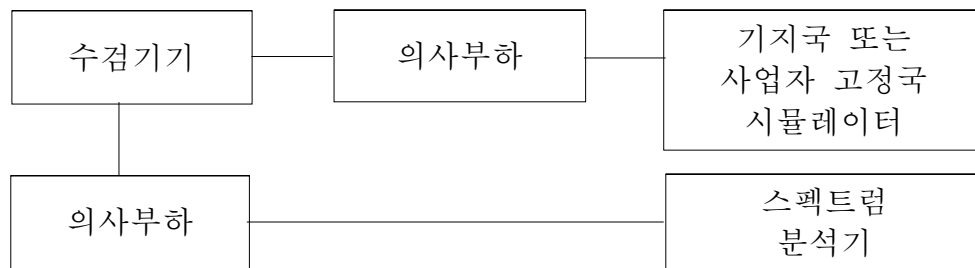 수검기기
의사부하
기지국 또는
사업자 고정국
시뮬레이터
의사부하
스펙트럼
분석기